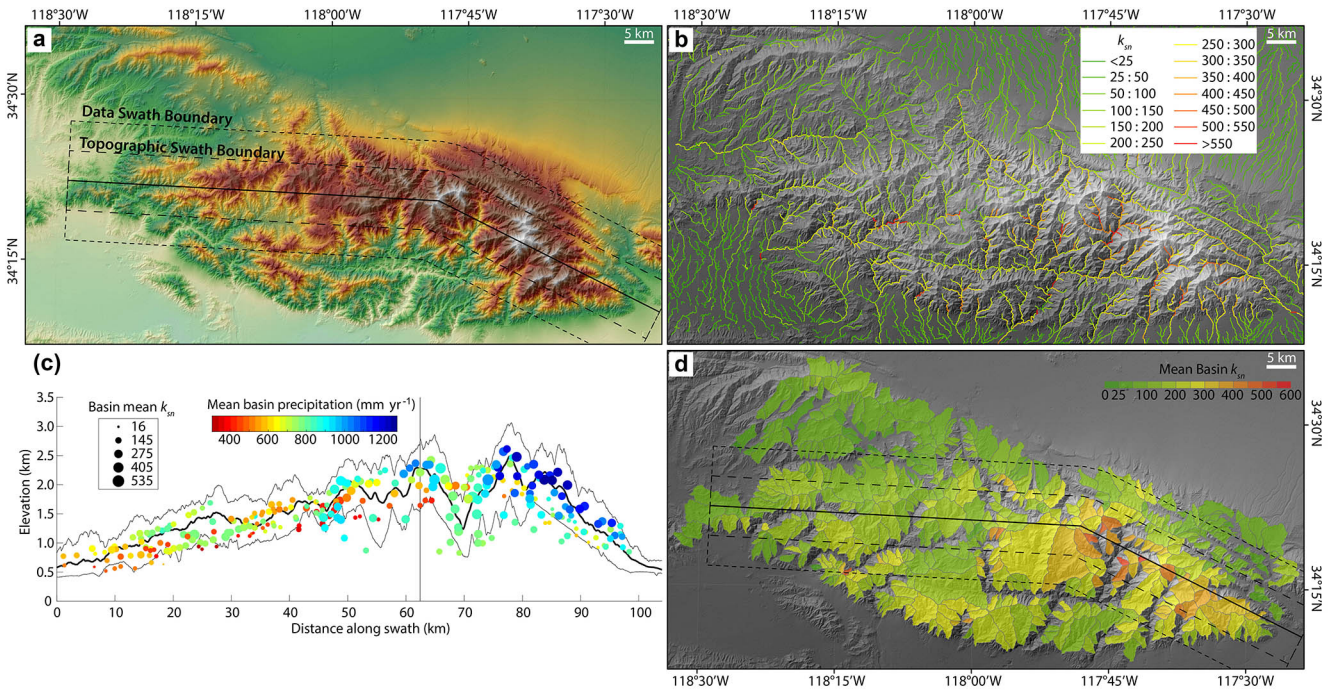 118°30'W 118°15'W 118°00'W 117°45'W 117°30'W
118°30'W 118°15'W 118°00'W 117°45'W 117°30'W
a
5 km
34°30'N
34°15'N
Data Swath Boundary
Topographic Swath Boundary
b
5 km
ksn
<25
25 : 50
50 : 100
100 : 150
150 : 200
200 : 250
250 : 300
300 : 350
350 : 400
400 : 450
450 : 500
500 : 550
>550
34°30'N
34°15'N
(c)
Basin mean ksn
16
145
275
405
535
Mean basin precipitation (mm yr⁻¹)
400 600 800 1000 1200
3.5
3.0
2.5
2.0
1.5
1.0
0.5
Elevation (km)
0 10 20 30 40 50 60 70 80 90 100
Distance along swath (km)
d
5 km
Mean Basin ksn
0 25 100 200 300 400 500 600
34°30'N
34°15'N
118°30'W 118°15'W 118°00'W 117°45'W 117°30'W